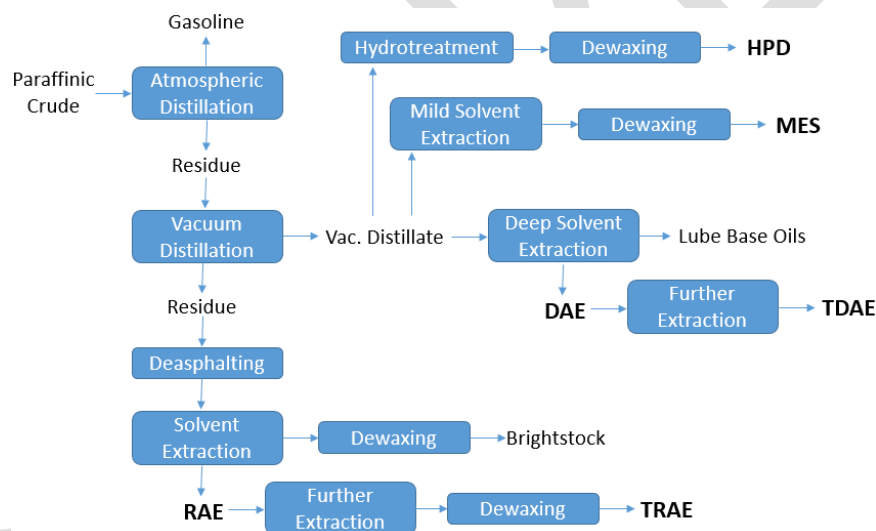 Gasoline
Hydrotreatment
Dewaxing
HPD
Paraffinic
Crude
Atmospheric
Distillation
Mild Solvent
Extraction
Dewaxing
MES
Residue
Vacuum
Distillation
Vac. Distillate
Deep Solvent
Extraction
Lube Base Oils
Residue
DAE
Further
Extraction
TDAE
Deasphalting
Solvent
Extraction
Dewaxing
Brightstock
RAE
Further
Extraction
Dewaxing
TRAE